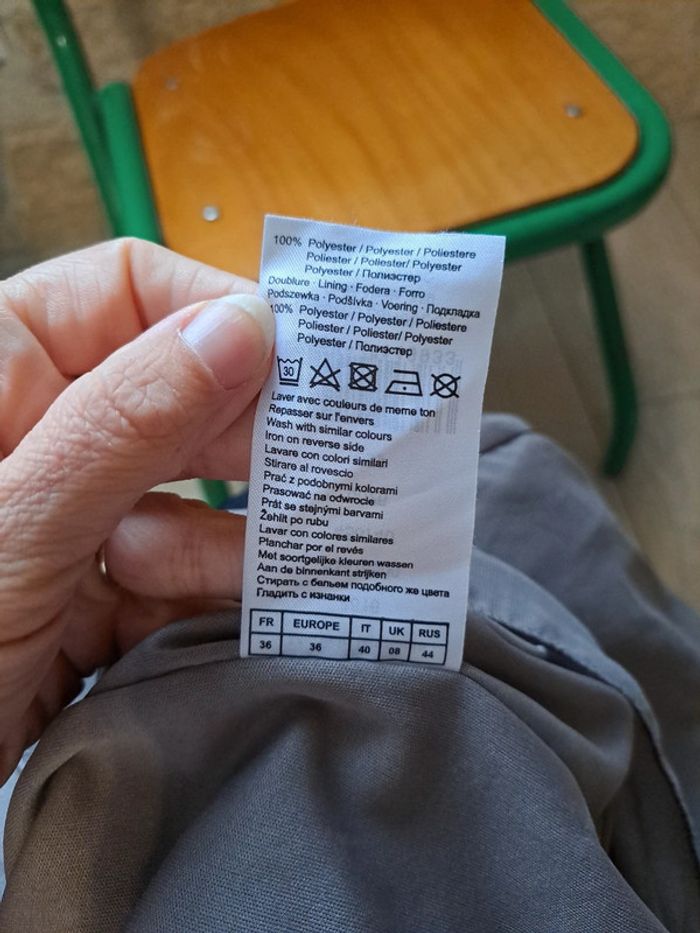 100% Polyester / Polyester / Poliestere
Poliester / Poliester/ Polyester
Polyester / Полиэстер
Doublure · Lining · Fodera · Forro
Podszewka · Podšívka · Voering · Подкладка
100% Polyester / Polyester / Poliestere
Poliester / Poliester/ Polyester
Polyester / Полиэстер
30
Laver avec couleurs de meme ton
Repasser sur l'envers
Wash with similar colours
Iron on reverse side
Lavare con colori similari
Stirare al rovescio
Prać z podobnymi kolorami
Prasować na odwrocie
Prát se stejnými barvami
Žehlit po rubu
Lavar con colores similares
Planchar por el revés
Met soortgelijke kleuren wassen
Aan de binnenkant strijken
Стирать с бельем подобного же цвета
Гладить с изнанки
FR EUROPE IT UK RUS
36 36 40 08 44